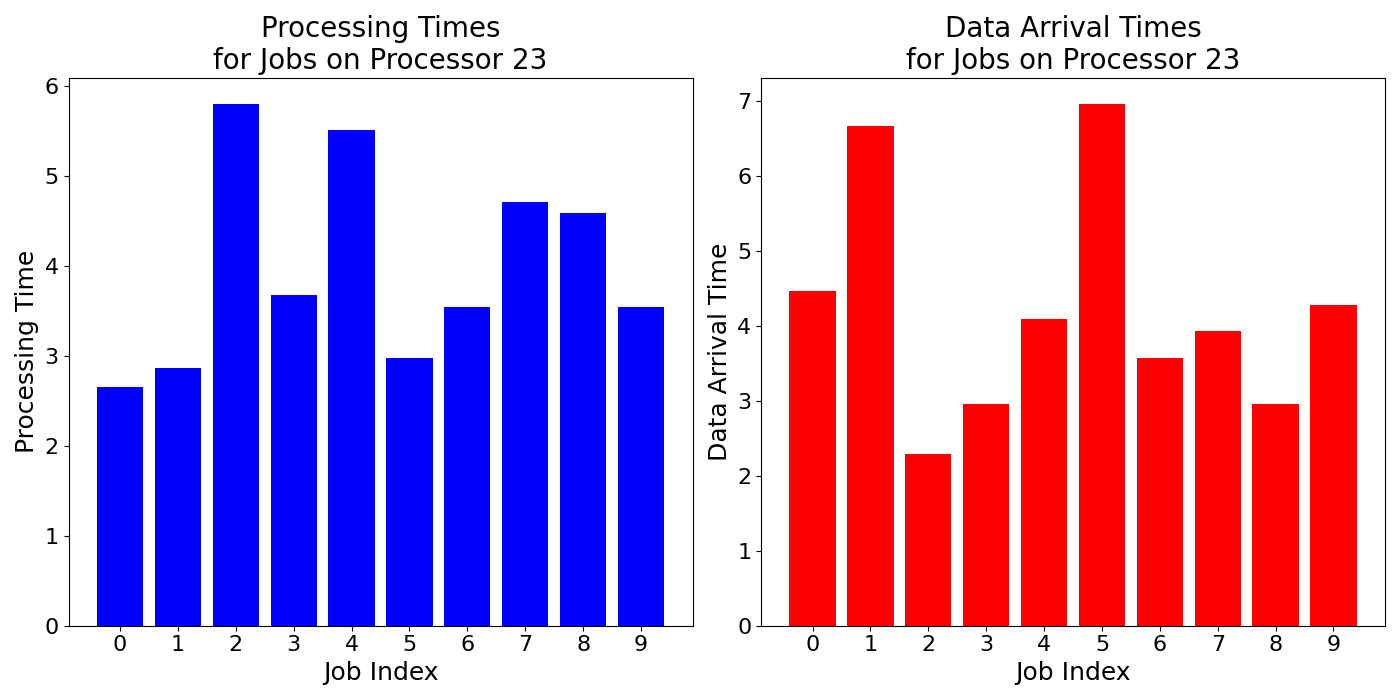 Processing Times
for Jobs on Processor 23
Processing Time
6
5
4
3
2
1
0
0 1 2 3 4 5 6 7 8 9
Job Index
Data Arrival Times
for Jobs on Processor 23
Data Arrival Time
7
6
5
4
3
2
1
0
0 1 2 3 4 5 6 7 8 9
Job Index